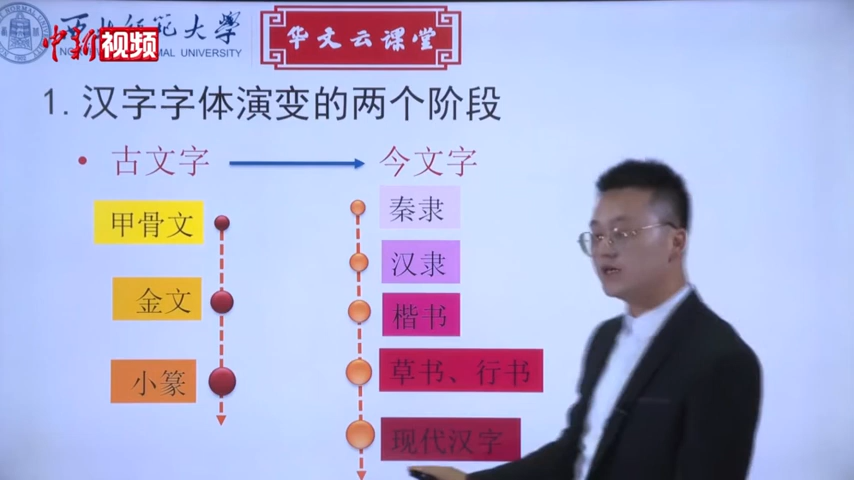 西北师范大学
NORMAL UNIVERSITY
中新视频
华文云课堂
1.汉字字体演变的两个阶段
• 古文字
今文字
甲骨文
金文
小篆
秦隶
汉隶
楷书
草书、行书
现代汉字